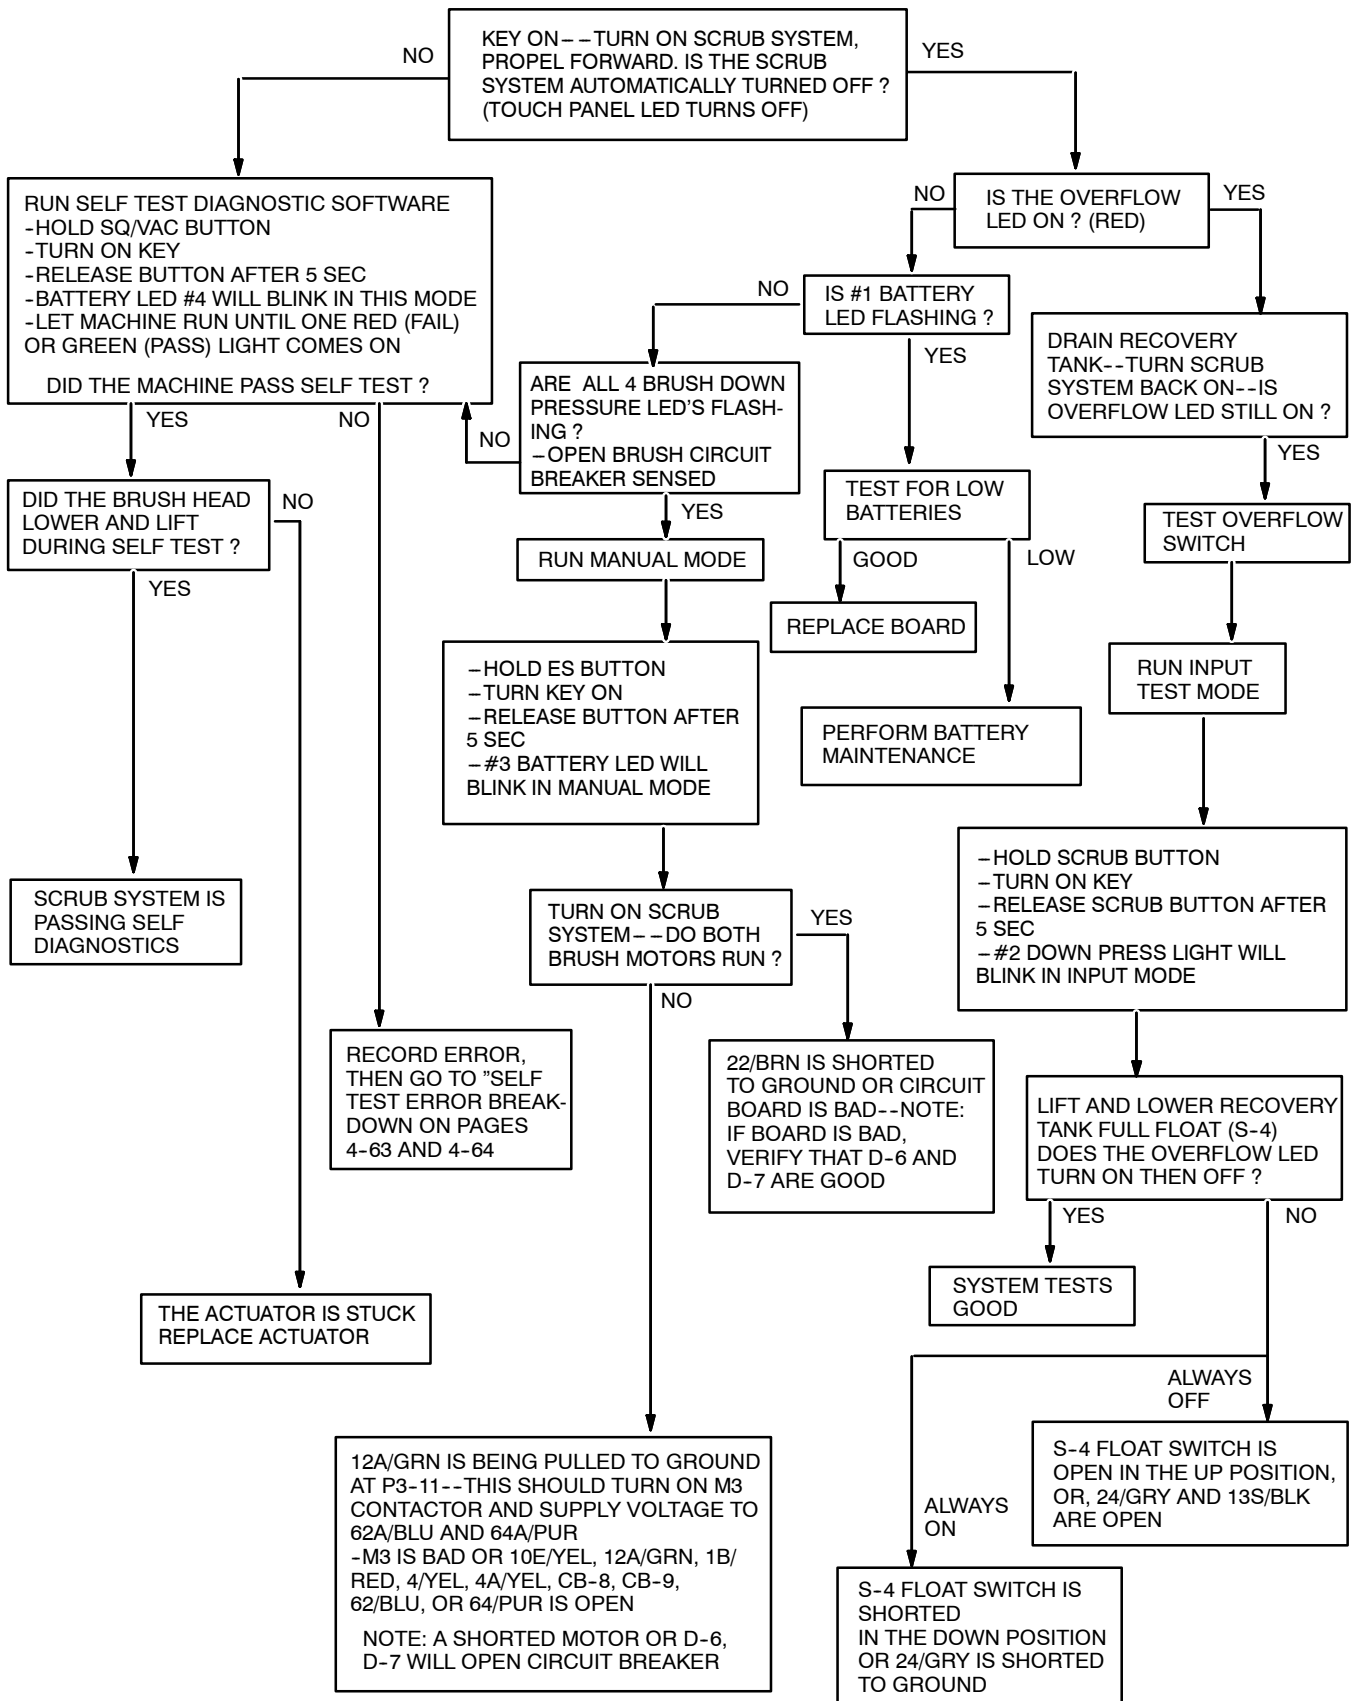 KEY ON--TURN ON SCRUB SYSTEM,
PROPEL FORWARD. IS THE SCRUB
SYSTEM AUTOMATICALLY TURNED OFF ?
(TOUCH PANEL LED TURNS OFF)
NO
YES
RUN SELF TEST DIAGNOSTIC SOFTWARE
-HOLD SQ/VAC BUTTON
-TURN ON KEY
-RELEASE BUTTON AFTER 5 SEC
-BATTERY LED #4 WILL BLINK IN THIS MODE
-LET MACHINE RUN UNTIL ONE RED (FAIL)
OR GREEN (PASS) LIGHT COMES ON
DID THE MACHINE PASS SELF TEST ?
YES
NO
DID THE BRUSH HEAD
LOWER AND LIFT
DURING SELF TEST ?
NO
YES
SCRUB SYSTEM IS
PASSING SELF
DIAGNOSTICS
THE ACTUATOR IS STUCK
REPLACE ACTUATOR
RECORD ERROR,
THEN GO TO ”SELF
TEST ERROR BREAK-
DOWN ON PAGES
4-63 AND 4-64
IS THE OVERFLOW
LED ON ? (RED)
NO
YES
IS #1 BATTERY
LED FLASHING ?
NO
YES
ARE ALL 4 BRUSH DOWN
PRESSURE LED'S FLASH-
ING ?
-OPEN BRUSH CIRCUIT
BREAKER SENSED
NO
YES
RUN MANUAL MODE
-HOLD ES BUTTON
-TURN KEY ON
-RELEASE BUTTON AFTER
5 SEC
-#3 BATTERY LED WILL
BLINK IN MANUAL MODE
TURN ON SCRUB
SYSTEM--DO BOTH
BRUSH MOTORS RUN ?
YES
NO
22/BRN IS SHORTED
TO GROUND OR CIRCUIT
BOARD IS BAD--NOTE:
IF BOARD IS BAD,
VERIFY THAT D-6 AND
D-7 ARE GOOD
12A/GRN IS BEING PULLED TO GROUND
AT P3-11--THIS SHOULD TURN ON M3
CONTACTOR AND SUPPLY VOLTAGE TO
62A/BLU AND 64A/PUR
-M3 IS BAD OR 10E/YEL, 12A/GRN, 1B/
RED, 4/YEL, 4A/YEL, CB-8, CB-9,
62/BLU, OR 64/PUR IS OPEN
NOTE: A SHORTED MOTOR OR D-6,
D-7 WILL OPEN CIRCUIT BREAKER
TEST FOR LOW
BATTERIES
GOOD
LOW
REPLACE BOARD
PERFORM BATTERY
MAINTENANCE
DRAIN RECOVERY
TANK--TURN SCRUB
SYSTEM BACK ON--IS
OVERFLOW LED STILL ON ?
YES
TEST OVERFLOW
SWITCH
RUN INPUT
TEST MODE
-HOLD SCRUB BUTTON
-TURN ON KEY
-RELEASE SCRUB BUTTON AFTER
5 SEC
-#2 DOWN PRESS LIGHT WILL
BLINK IN INPUT MODE
LIFT AND LOWER RECOVERY
TANK FULL FLOAT (S-4)
DOES THE OVERFLOW LED
TURN ON THEN OFF ?
YES
NO
SYSTEM TESTS
GOOD
ALWAYS
OFF
ALWAYS
ON
S-4 FLOAT SWITCH IS
OPEN IN THE UP POSITION,
OR, 24/GRY AND 13S/BLK
ARE OPEN
S-4 FLOAT SWITCH IS
SHORTED
IN THE DOWN POSITION
OR 24/GRY IS SHORTED
TO GROUND